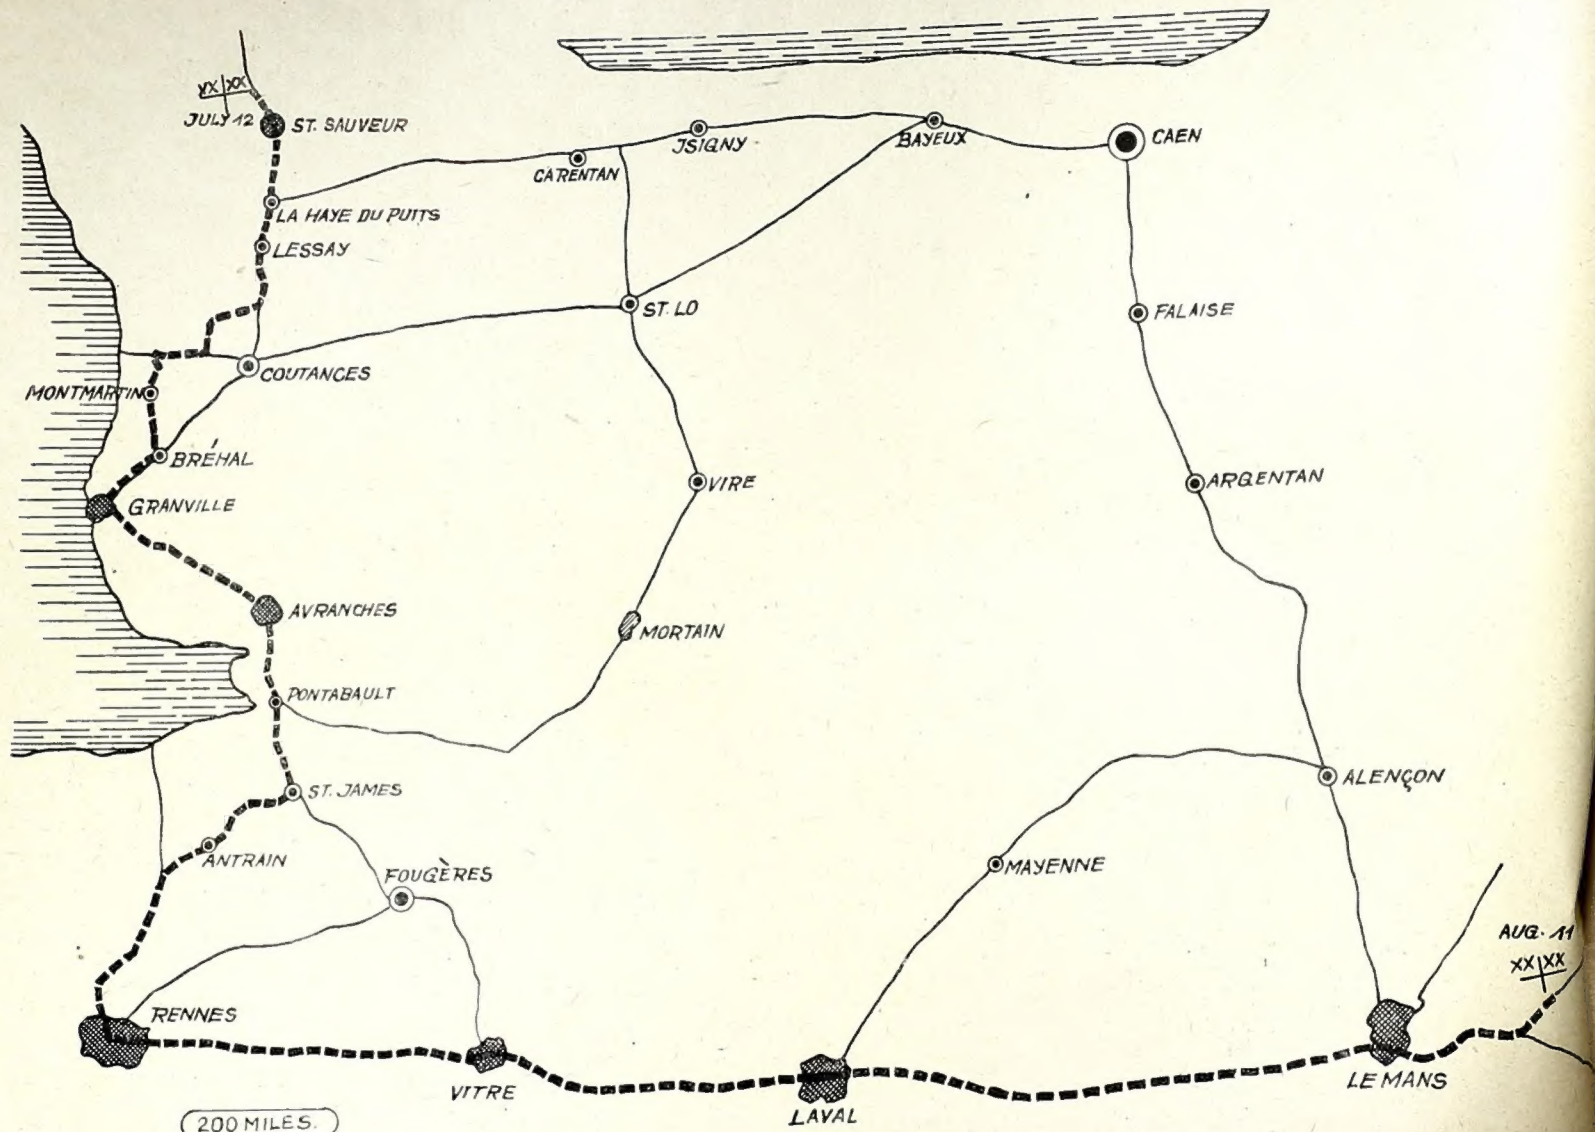 XX XX
JULY 12
ST. SAUVEUR
LA HAYE DU PUITS
LESSAY
CARENTAN
JSIGNY
BAYEUX
CAEN
ST. LO
FALAISE
COUTANCES
MONTMARTIN
BRÉHAL
GRANVILLE
VIRE
ARGENTAN
AVRANCHES
MORTAIN
PONTABAULT
ST. JAMES
ALENÇON
ANTRAIN
FOUGÈRES
MAYENNE
AUG. 11
XX XX
RENNES
VITRE
LAVAL
LE MANS
200 MILES.